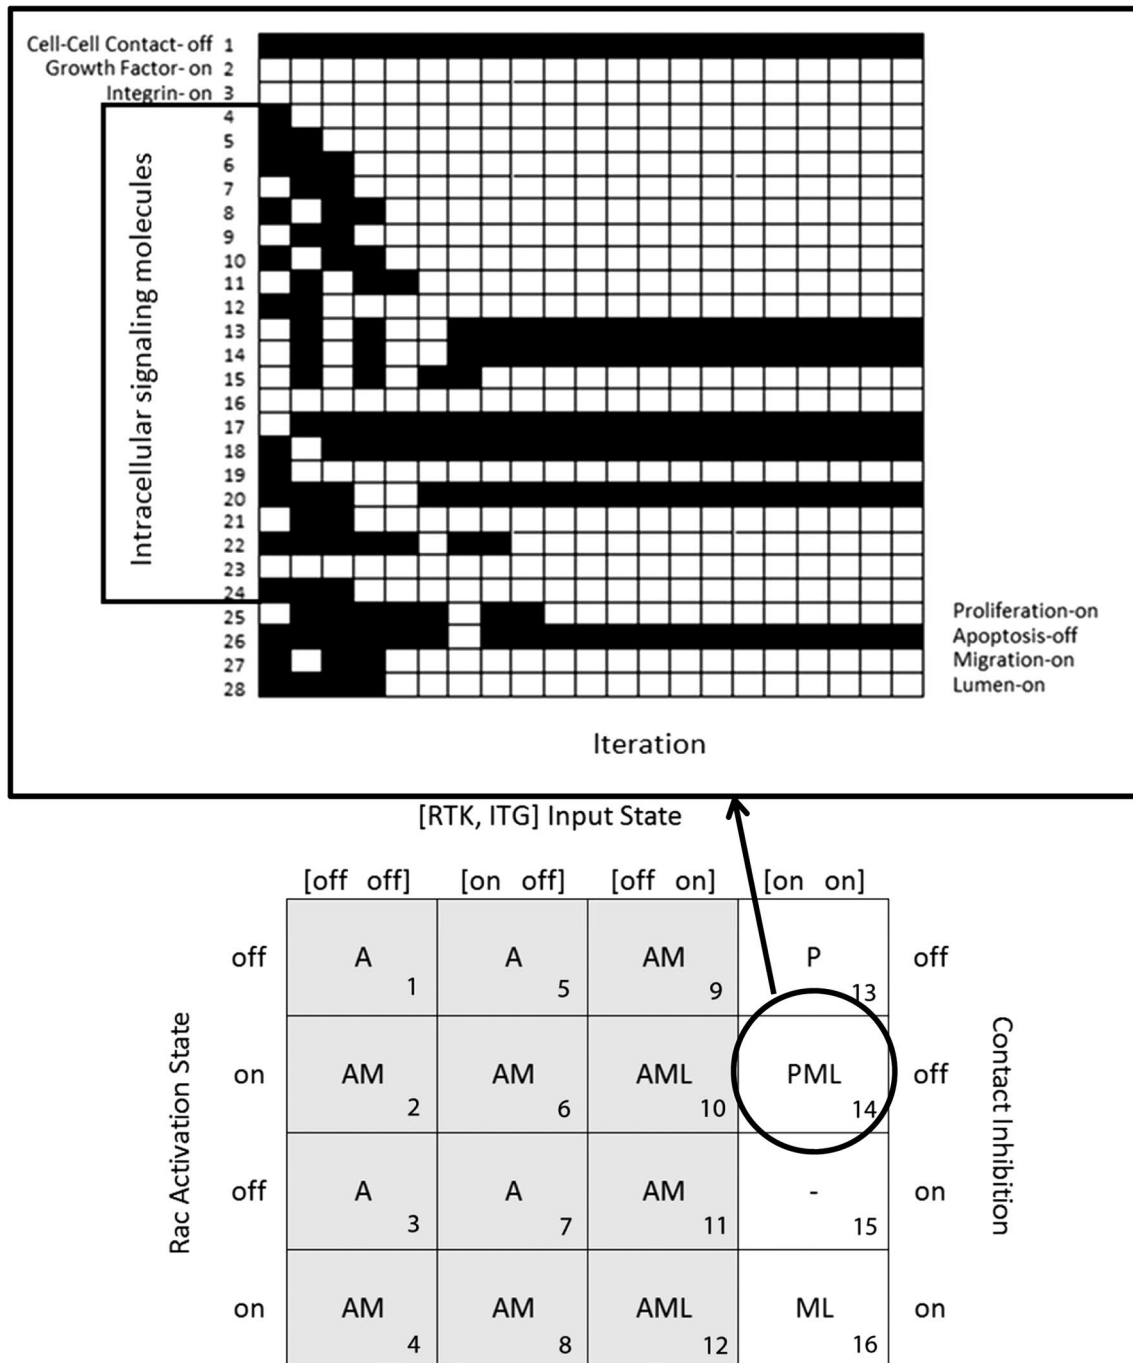 Cell-Cell Contact- off 1
Growth Factor- on 2
Integrin- on 3
4
5
6
7
8
9
10
11
12
13
14
15
16
17
18
19
20
21
22
23
24
25
26
27
28
Intracellular signaling molecules
Proliferation-on
Apoptosis-off
Migration-on
Lumen-on
Iteration
[RTK, ITG] Input State
[off off] [on off] [off on] [on on]
off A 1 A 5 AM 9 P 13 off
on AM 2 AM 6 AML 10 PML 14 off
off A 3 A 7 AM 11 - 15 on
on AM 4 AM 8 AML 12 ML 16 on
Rac Activation State
Contact Inhibition